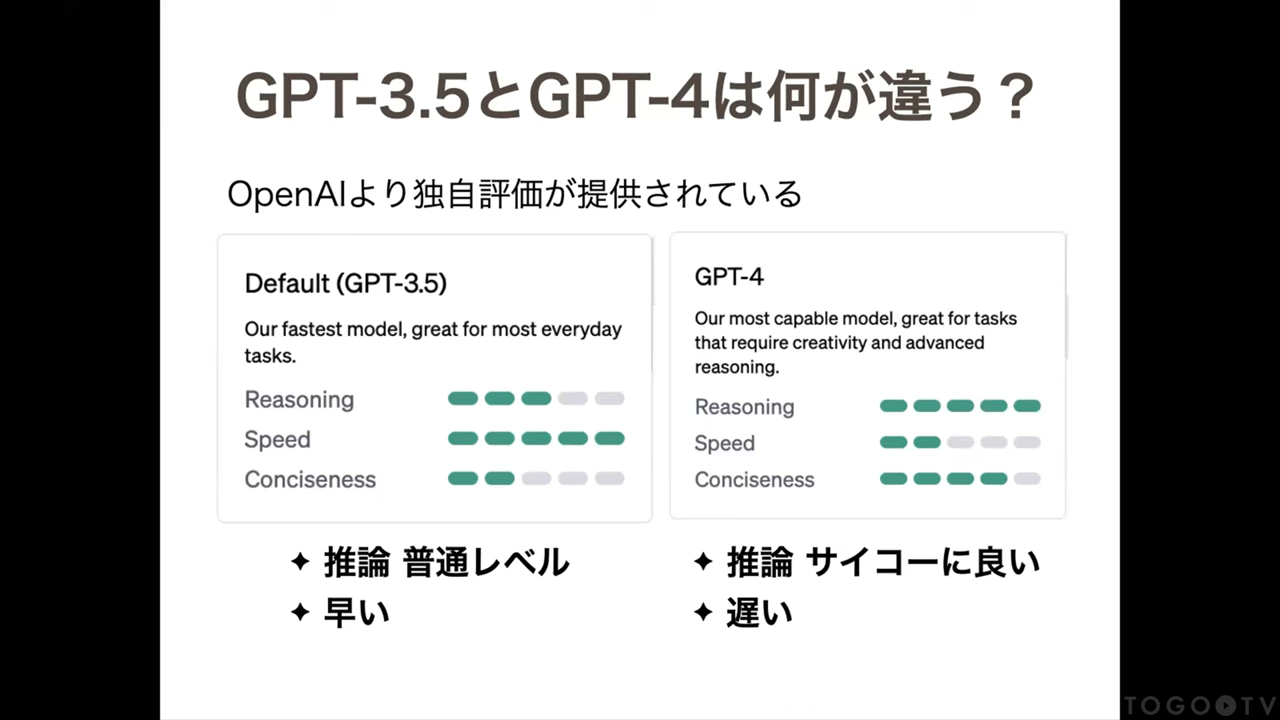 GPT-3.5とGPT-4は何が違う？
OpenAIより独自評価が提供されている
Default (GPT-3.5)
Our fastest model, great for most everyday
tasks.
Reasoning
Speed
Conciseness
GPT-4
Our most capable model, great for tasks
that require creativity and advanced
reasoning.
Reasoning
Speed
Conciseness
✦ 推論 普通レベル
✦ 早い
✦ 推論 サイコーに良い
✦ 遅い
TOGO TV